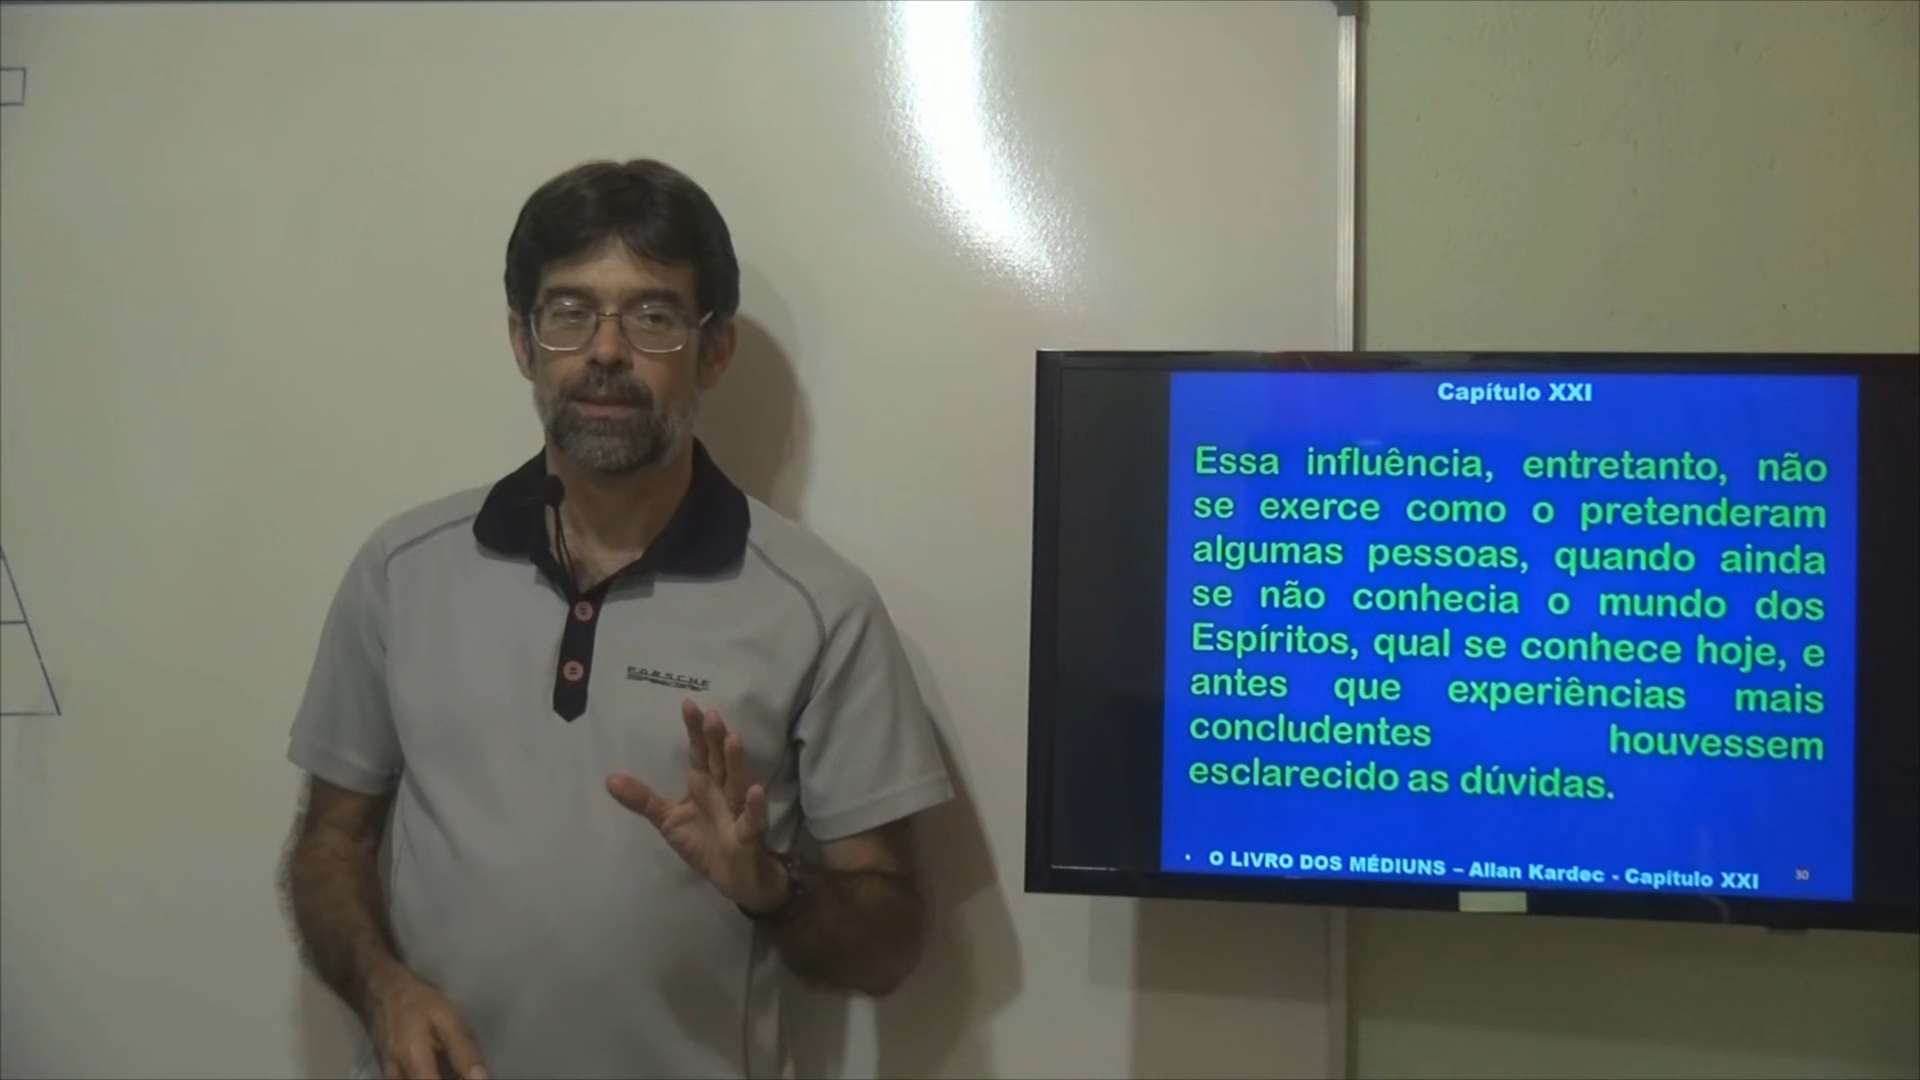 Capítulo XXI
Essa influência, entretanto, não
se exerce como o pretenderam
algumas pessoas, quando ainda
se não conhecia o mundo dos
Espíritos, qual se conhece hoje, e
antes que experiências mais
concludentes houvessem
esclarecido as dúvidas.
• O LIVRO DOS MÉDIUNS – Allan Kardec - Capítulo XXI
30
PORSCHE